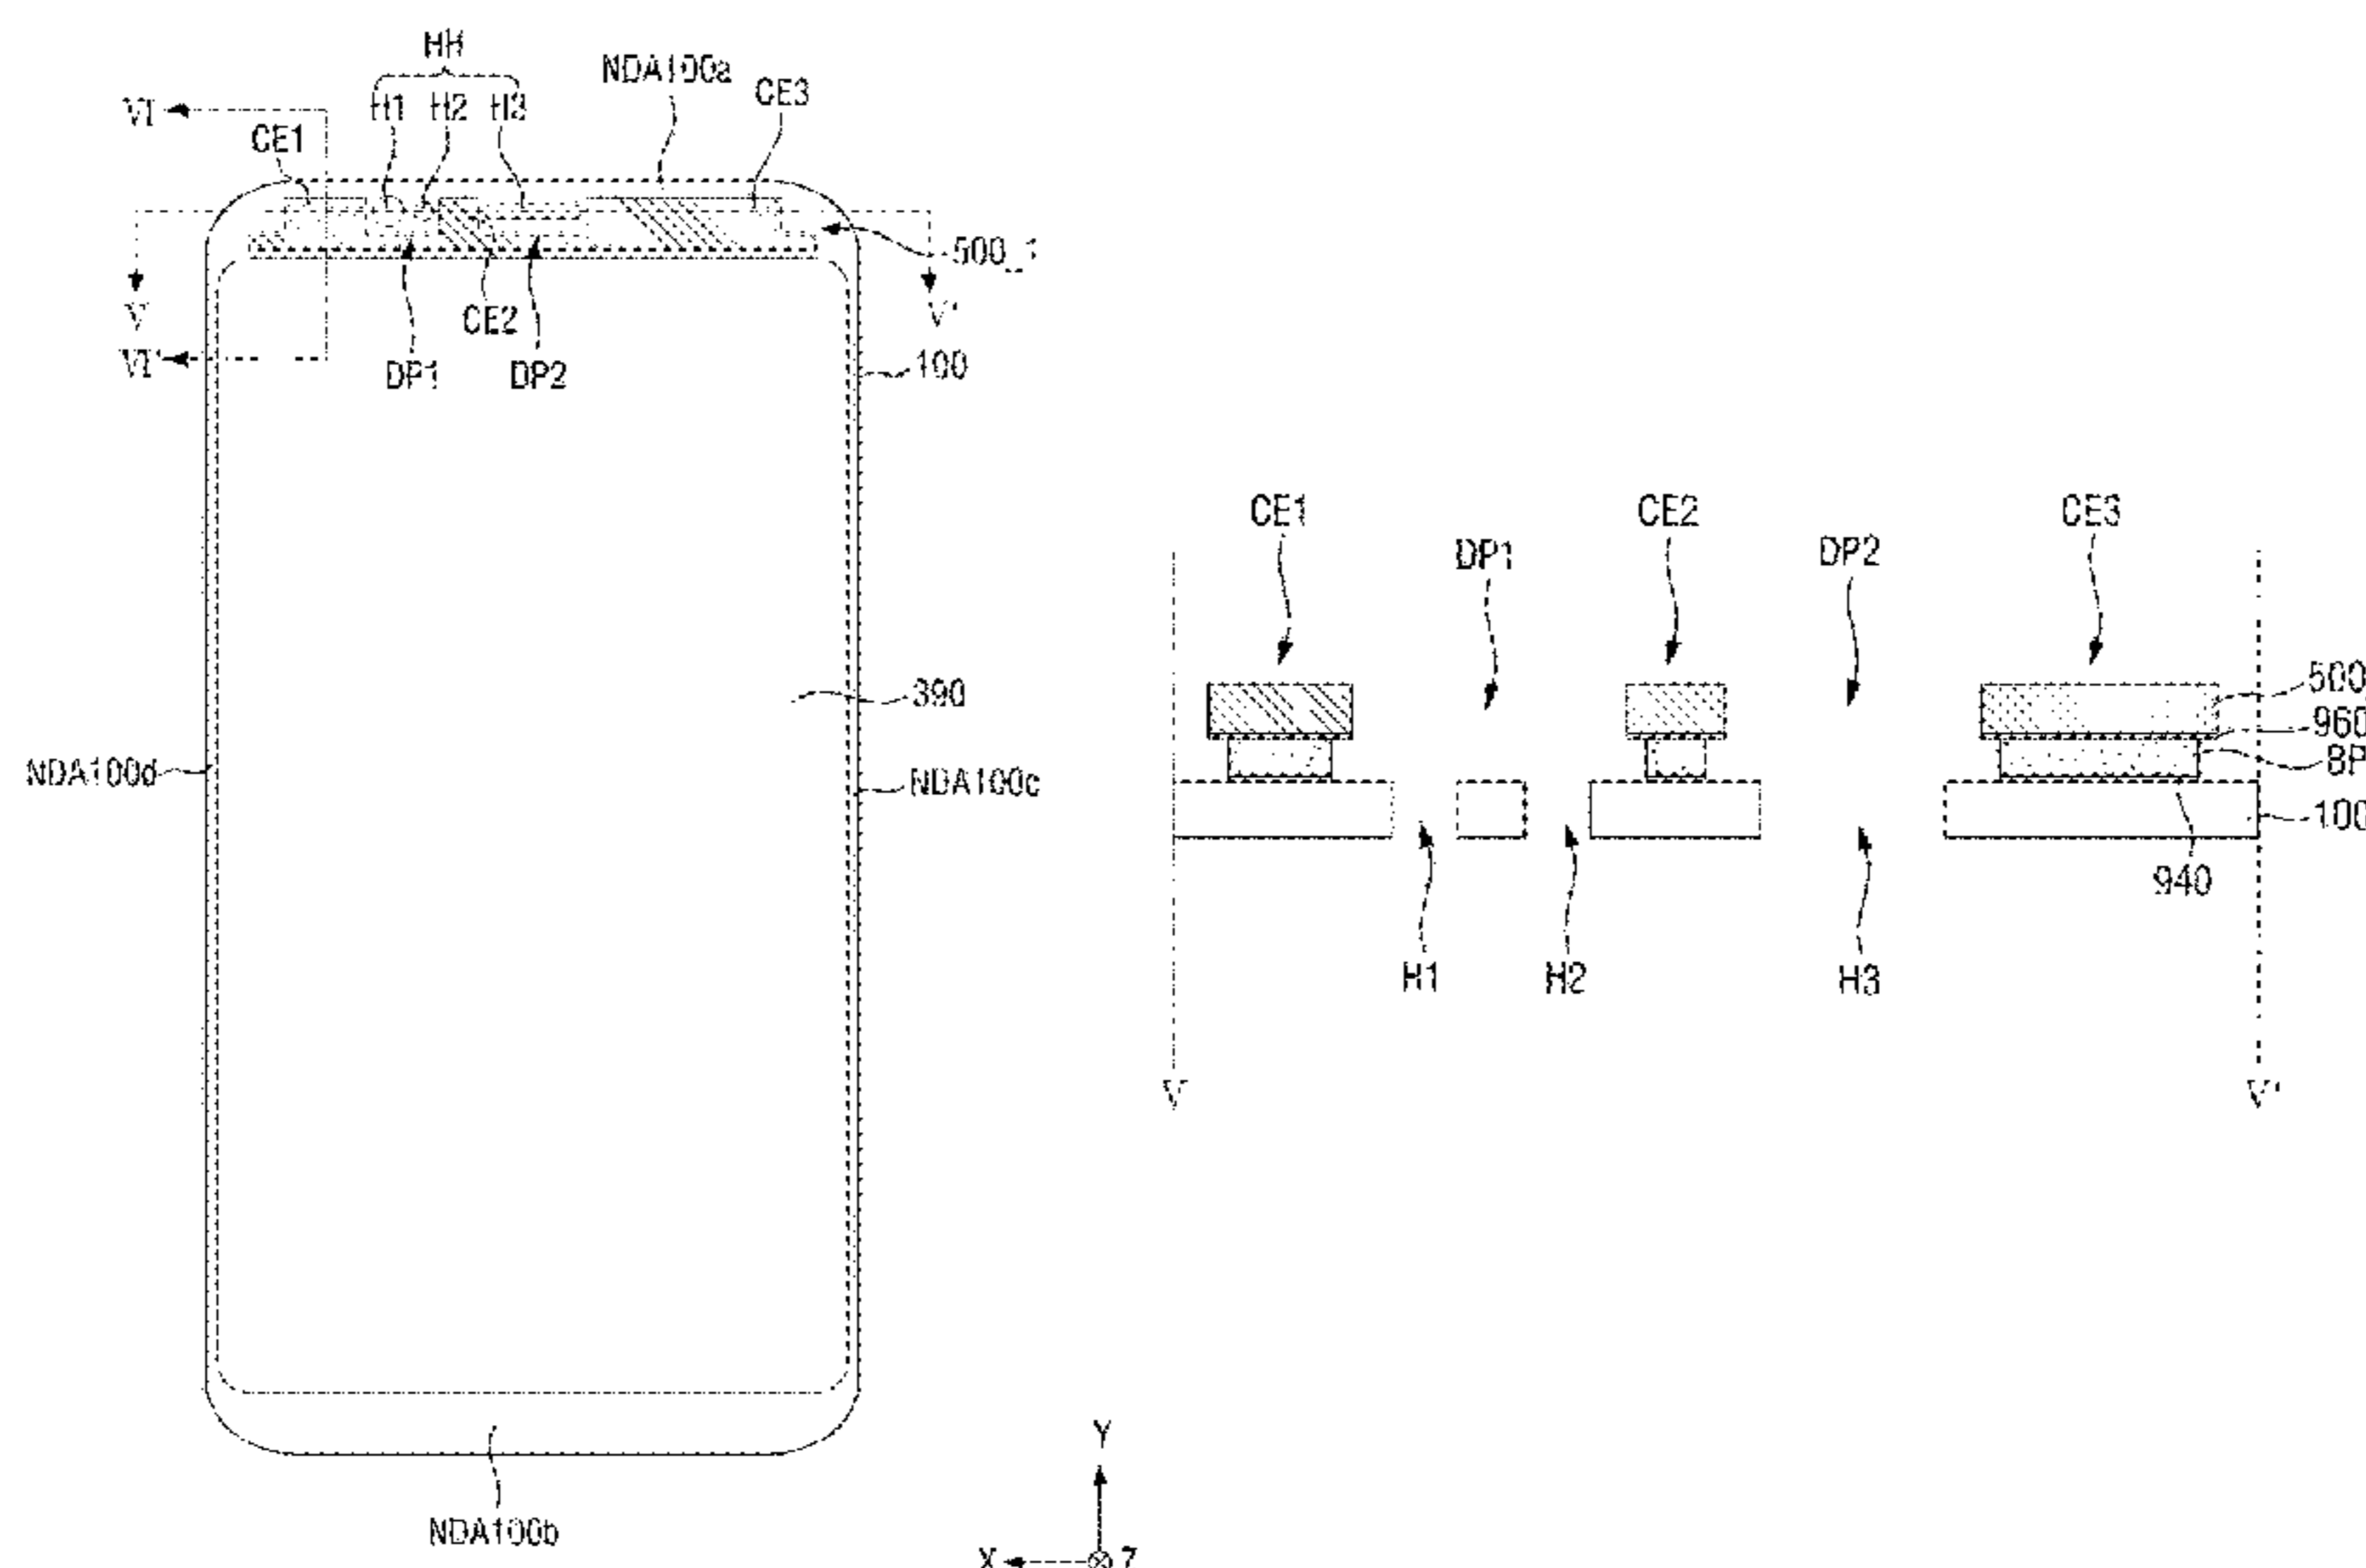 HH
NDA100a
CE3
VI
H1 H2 H3
CE1
500_1
V
V'
CE2
VI'
DP1
DP2
100
390
NDA100d
NDA100c
NDA100b
CE1
CE2
CE3
DP1
DP2
500
960
BP
100
940
H1
H2
H3
V
V'
Y
X
Z